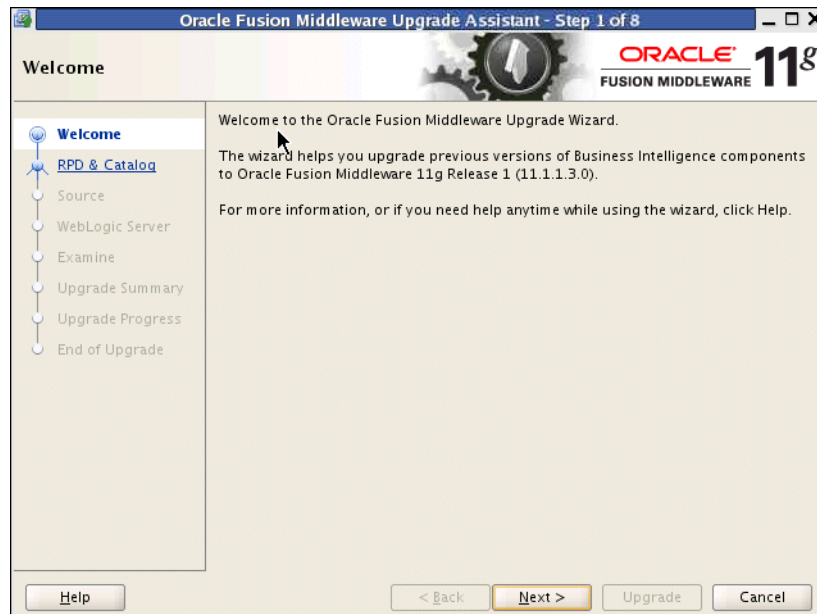 Oracle Fusion Middleware Upgrade Assistant - Step 1 of 8
Welcome
ORACLE
FUSION MIDDLEWARE
11g
Welcome
RPD & Catalog
Source
WebLogic Server
Examine
Upgrade Summary
Upgrade Progress
End of Upgrade
Welcome to the Oracle Fusion Middleware Upgrade Wizard.
The wizard helps you upgrade previous versions of Business Intelligence components
to Oracle Fusion Middleware 11g Release 1 (11.1.1.3.0).
For more information, or if you need help anytime while using the wizard, click Help.
Help
< Back
Next >
Upgrade
Cancel